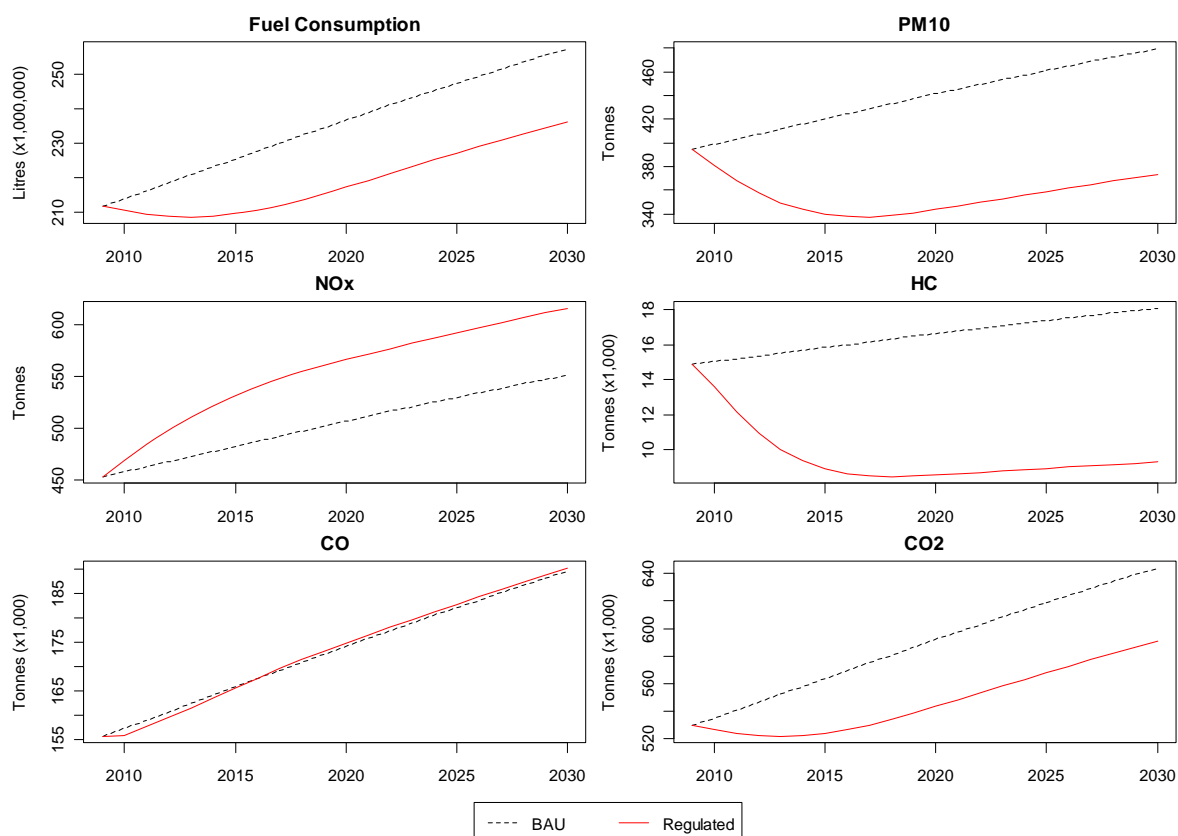 Fuel Consumption
Litres (x1,000,000)
250
230
210
2010 2015 2020 2025 2030
PM10
Tonnes
460
420
380
340
2010 2015 2020 2025 2030
NOx
Tonnes
600
550
500
450
2010 2015 2020 2025 2030
HC
Tonnes (x1,000)
18
16
14
12
10
2010 2015 2020 2025 2030
CO
Tonnes (x1,000)
185
175
165
155
2010 2015 2020 2025 2030
CO2
Tonnes (x1,000)
640
600
560
520
2010 2015 2020 2025 2030
BAU Regulated